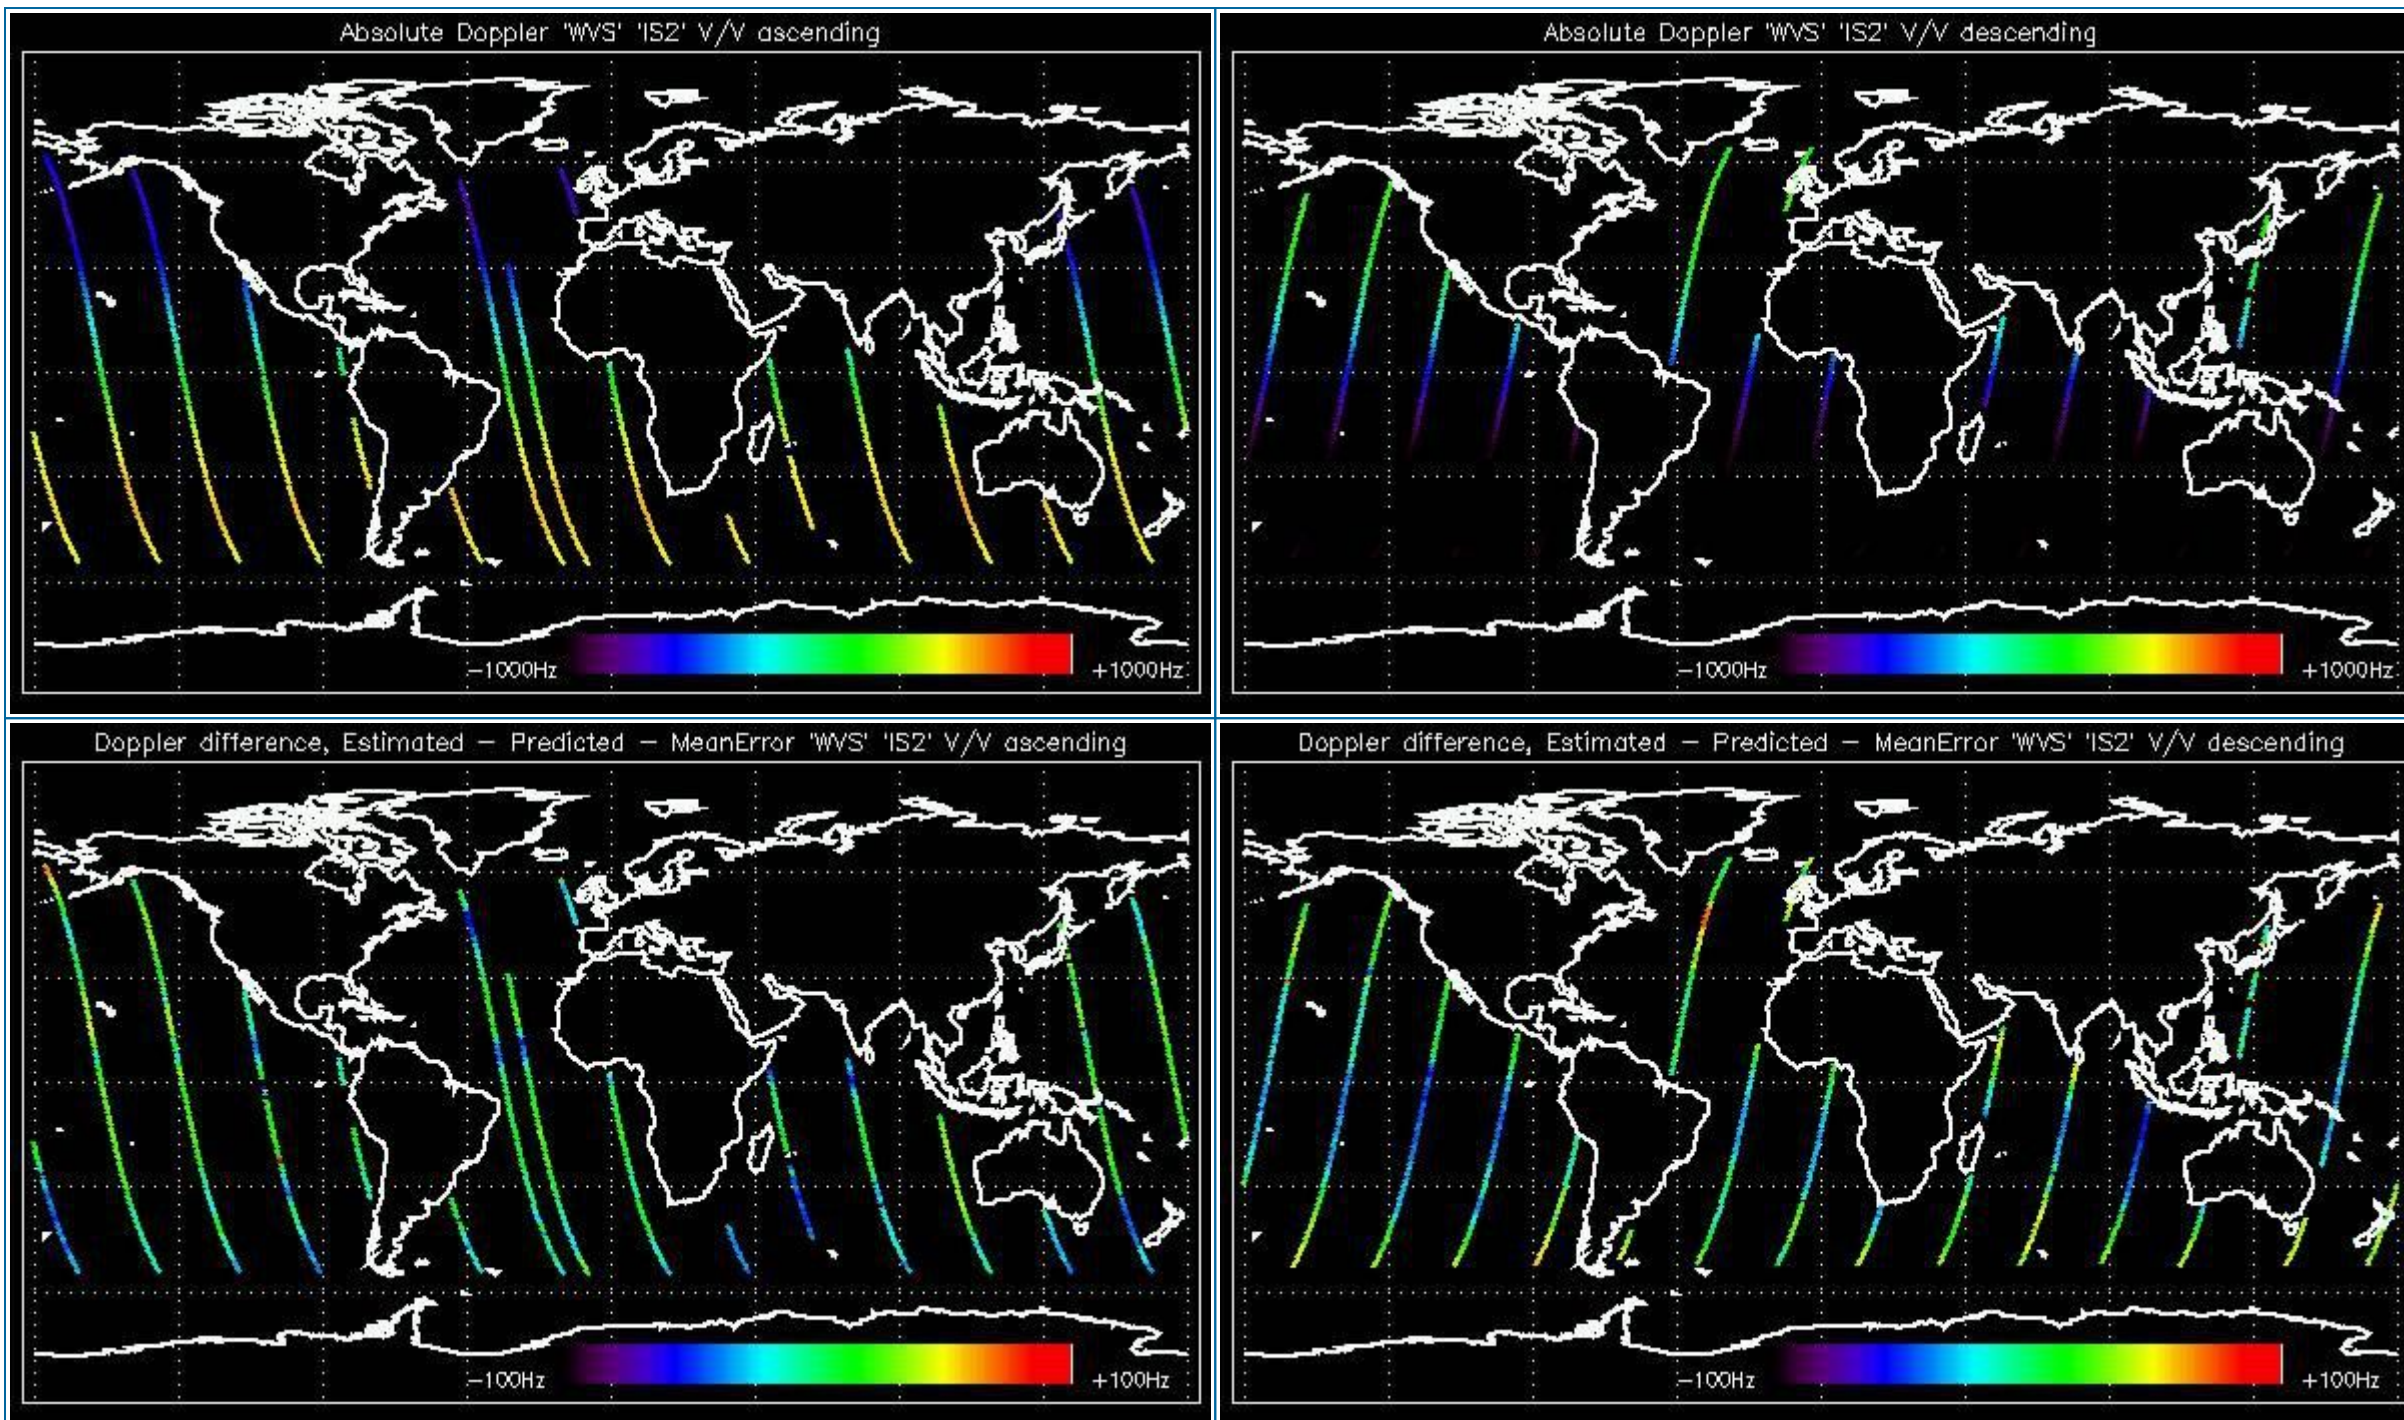 Absolute Doppler 'WVS' 'IS2' V/V ascending
-1000Hz
+1000Hz
Absolute Doppler 'WVS' 'IS2' V/V descending
-1000Hz
+1000Hz
Doppler difference, Estimated - Predicted - MeanError 'WVS' 'IS2' V/V ascending
-100Hz
+100Hz
Doppler difference, Estimated - Predicted - MeanError 'WVS' 'IS2' V/V descending
-100Hz
+100Hz